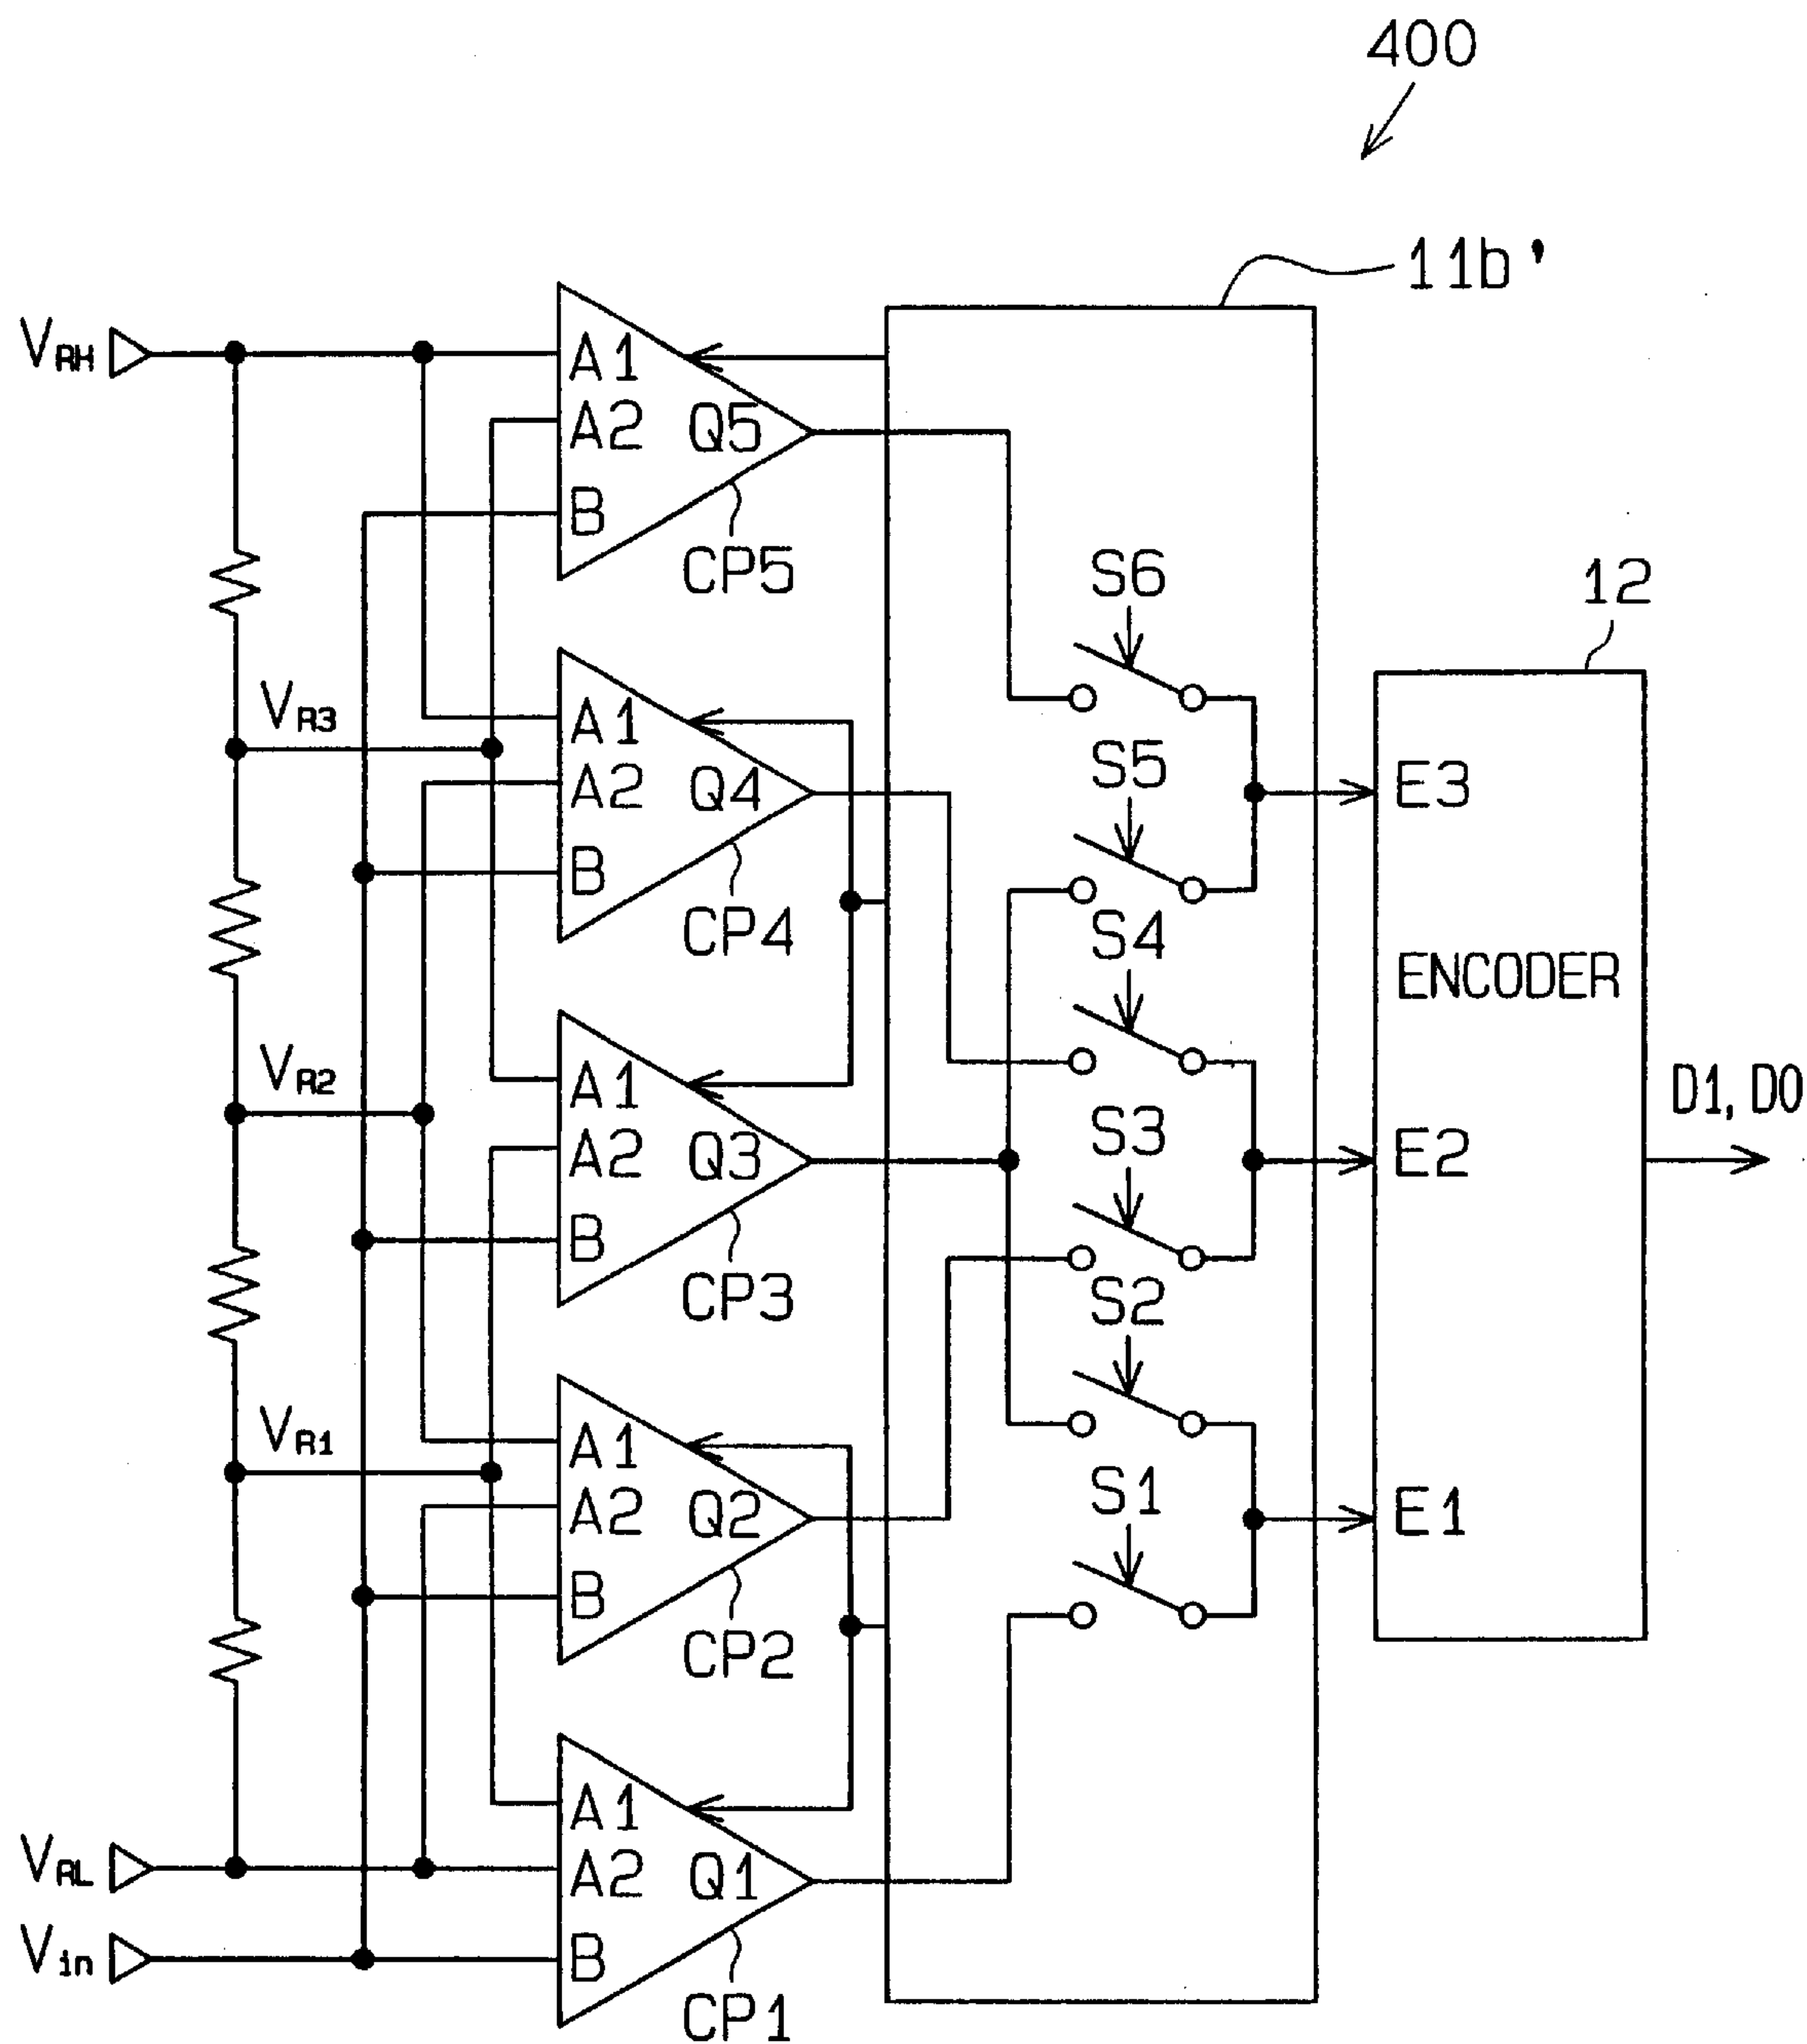 400
11b'
VRH
A1
A2
Q5
B
CP5
S6
12
VR3
A1
A2
Q4
B
CP4
S5
E3
S4
ENCODER
VR2
A1
A2
Q3
B
CP3
S3
E2
D1, D0
S2
VR1
A1
A2
Q2
B
CP2
S1
E1
VRL
A1
A2
Q1
B
CP1
Vin